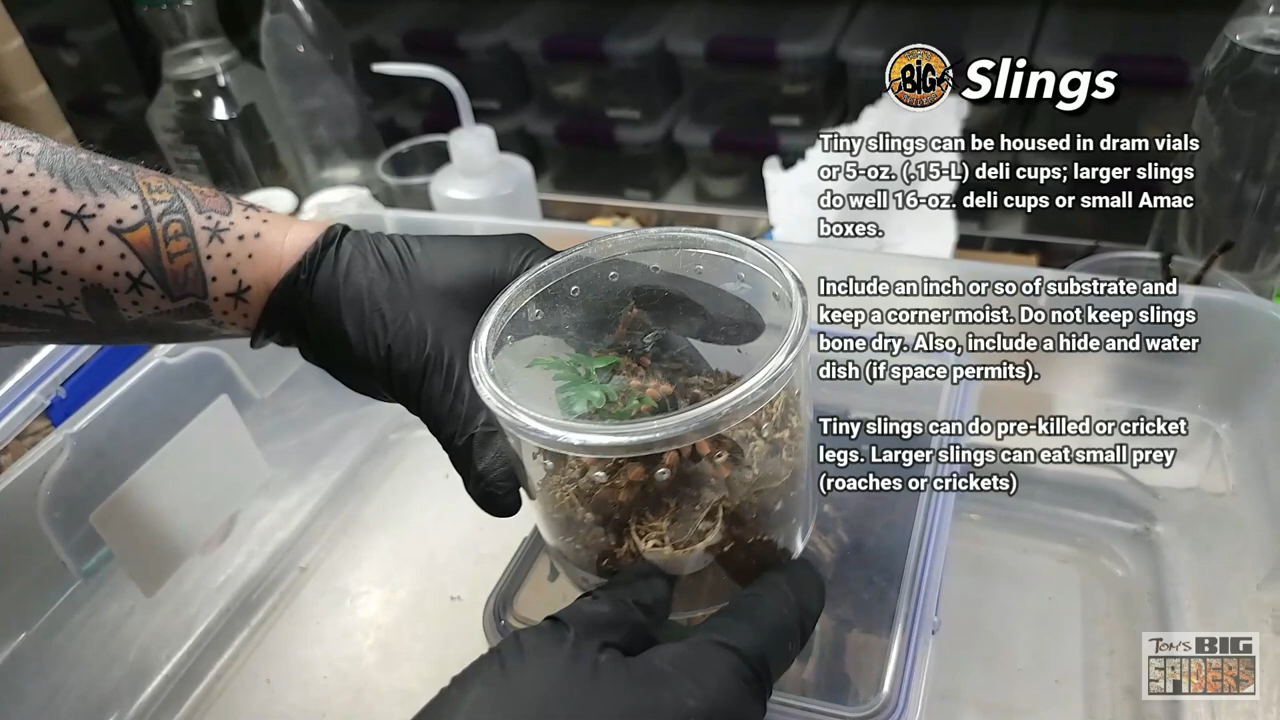 BIG
Slings
Tiny slings can be housed in dram vials
or 5-oz. (.15-L) deli cups; larger slings
do well 16-oz. deli cups or small Amac
boxes.
Include an inch or so of substrate and
keep a corner moist. Do not keep slings
bone dry. Also, include a hide and water
dish (if space permits).
Tiny slings can do pre-killed or cricket
legs. Larger slings can eat small prey
(roaches or crickets)
TOM'S BIG
SPIDERS